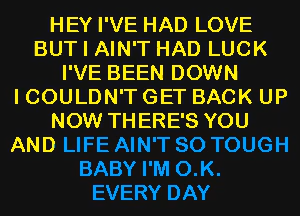 HEY I'VE HAD LOVE
BUT I AIN'T HAD LUCK
I'VE BEEN DOWN
I COULDN'T GET BACK UP
NOW THERE'S YOU
AND LIFE AIN'T SO TOUGH
BABY I'M O.K.
EVERY DAY